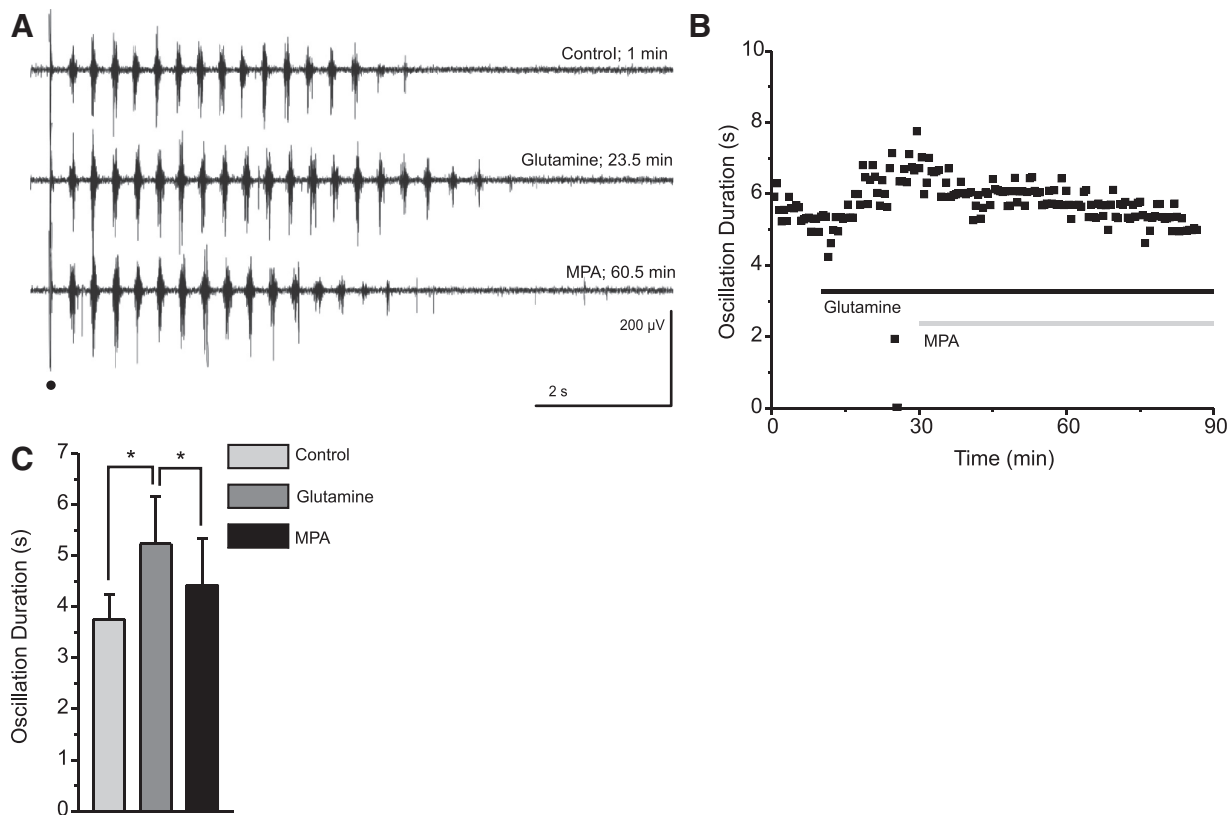 A
Control; 1 min
Glutamine; 23.5 min
MPA; 60.5 min
200 µV
2 s
B
10
8
6
4
2
0
Oscillation Duration (s)
Glutamine
MPA
0
30
60
90
Time (min)
C
7
6
5
4
3
2
1
0
Oscillation Duration (s)
*
*
Control
Glutamine
MPA